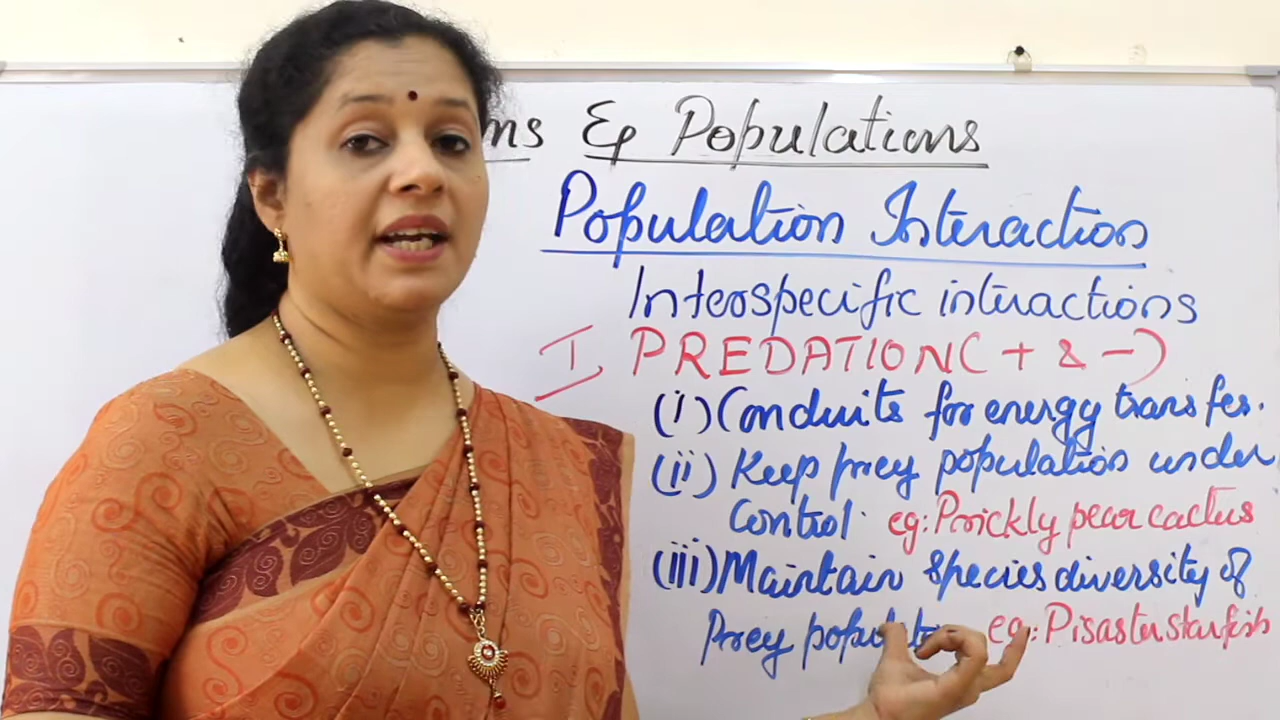 ms & Populations
Population Interaction
Interspecific interactions
I PREDATION ( + & - )
(i) Conduits for energy transfer.
(ii) Keep prey population under
Control. eg: Prickly pear cactus
(iii) Maintain species diversity of
Prey eg: Pisaster starfish